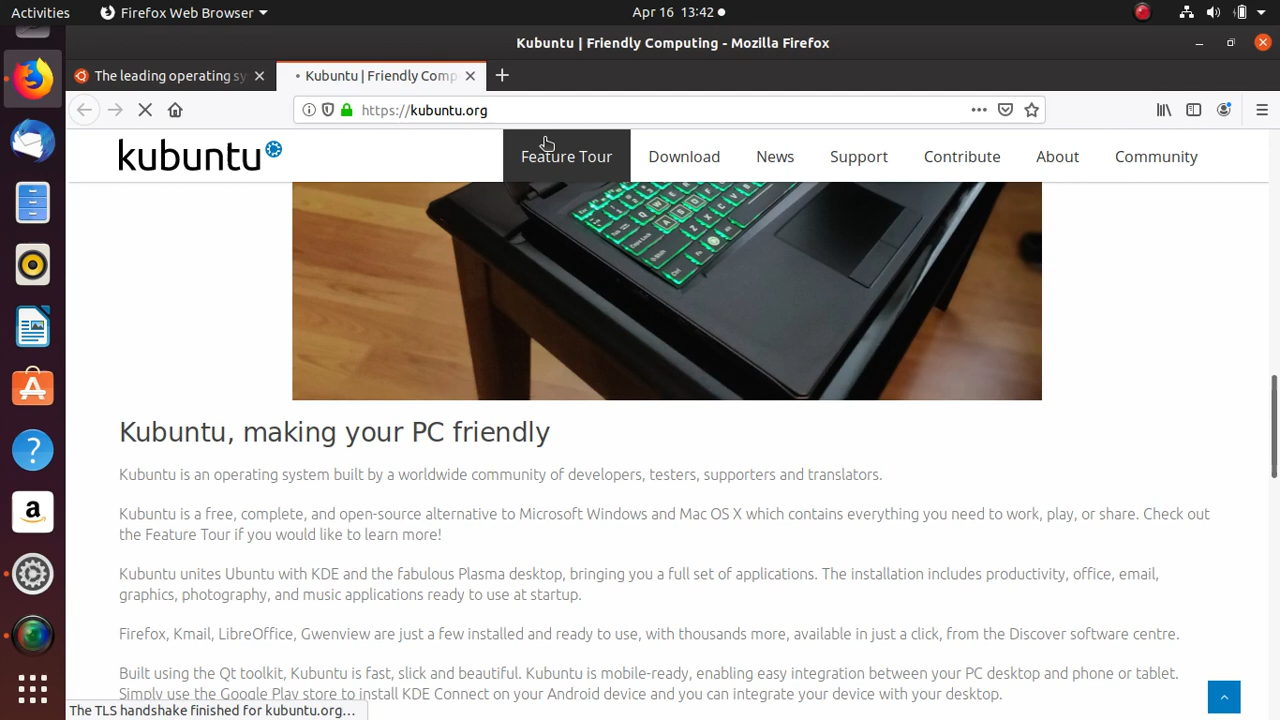 Activities
Firefox Web Browser
Apr 16 13:42
Kubuntu | Friendly Computing - Mozilla Firefox
The leading operating sy
Kubuntu | Friendly Comp
https://kubuntu.org
kubuntu
Feature Tour
Download
News
Support
Contribute
About
Community
Kubuntu, making your PC friendly
Kubuntu is an operating system built by a worldwide community of developers, testers, supporters and translators.
Kubuntu is a free, complete, and open-source alternative to Microsoft Windows and Mac OS X which contains everything you need to work, play, or share. Check out
the Feature Tour if you would like to learn more!
Kubuntu unites Ubuntu with KDE and the fabulous Plasma desktop, bringing you a full set of applications. The installation includes productivity, office, email,
graphics, photography, and music applications ready to use at startup.
Firefox, Kmail, LibreOffice, Gwenview are just a few installed and ready to use, with thousands more, available in just a click, from the Discover software centre.
Built using the Qt toolkit, Kubuntu is fast, slick and beautiful. Kubuntu is mobile-ready, enabling easy integration between your PC desktop and phone or tablet.
Simply use the Google Play store to install KDE Connect on your Android device and you can integrate your device with your desktop.
The TLS handshake finished for kubuntu.org…